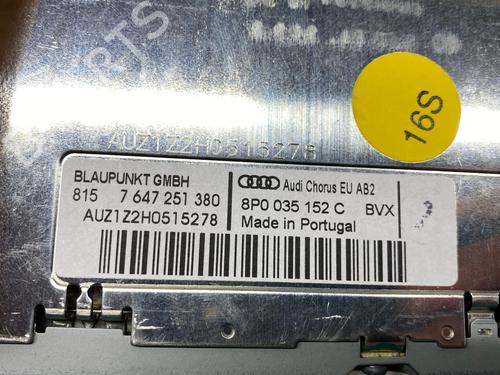 16S
AUZ1Z2H0515278
BLAUPUNKT GMBH
815 7 647 251 380
AUZ1Z2H0515278
Audi Chorus EU AB2
8P0 035 152 C BVX
Made in Portugal